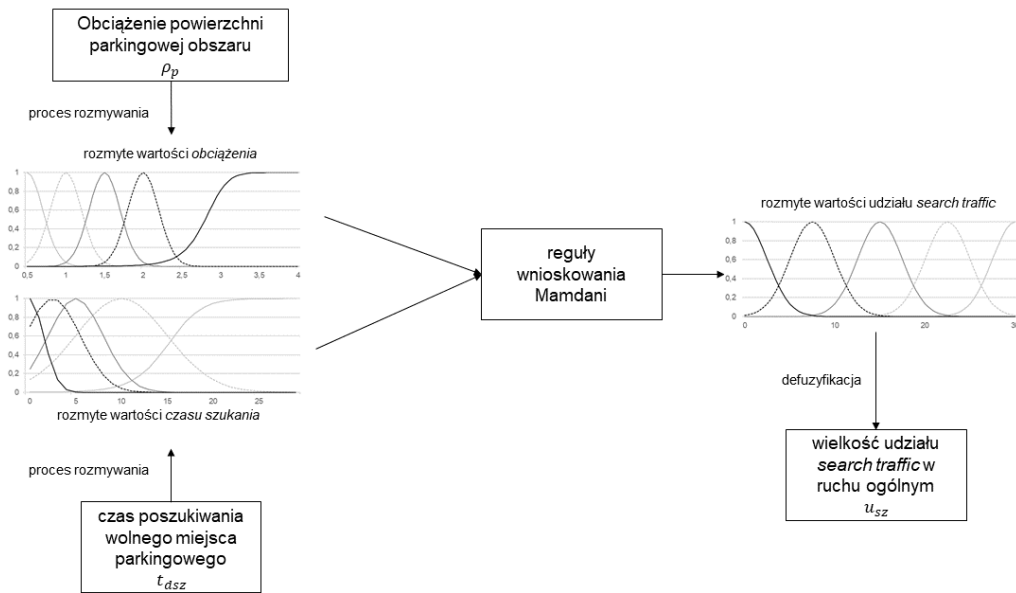 Obciążenie powierzchni
parkingowej obszaru
ρp
proces rozmywania
rozmyte wartości obciążenia
1
0,8
0,6
0,4
0,2
0
0,5 1 1,5 2 2,5 3 3,5 4
1
0,8
0,6
0,4
0,2
0
0 5 10 15 20 25
rozmyte wartości czasu szukania
proces rozmywania
czas poszukiwania
wolnego miejsca
parkingowego
tdsz
reguły
wnioskowania
Mamdani
rozmyte wartości udziału search traffic
1
0,8
0,6
0,4
0,2
0
0 10 20 30
defuzyfikacja
wielkość udziału
search traffic w
ruchu ogólnym
usz